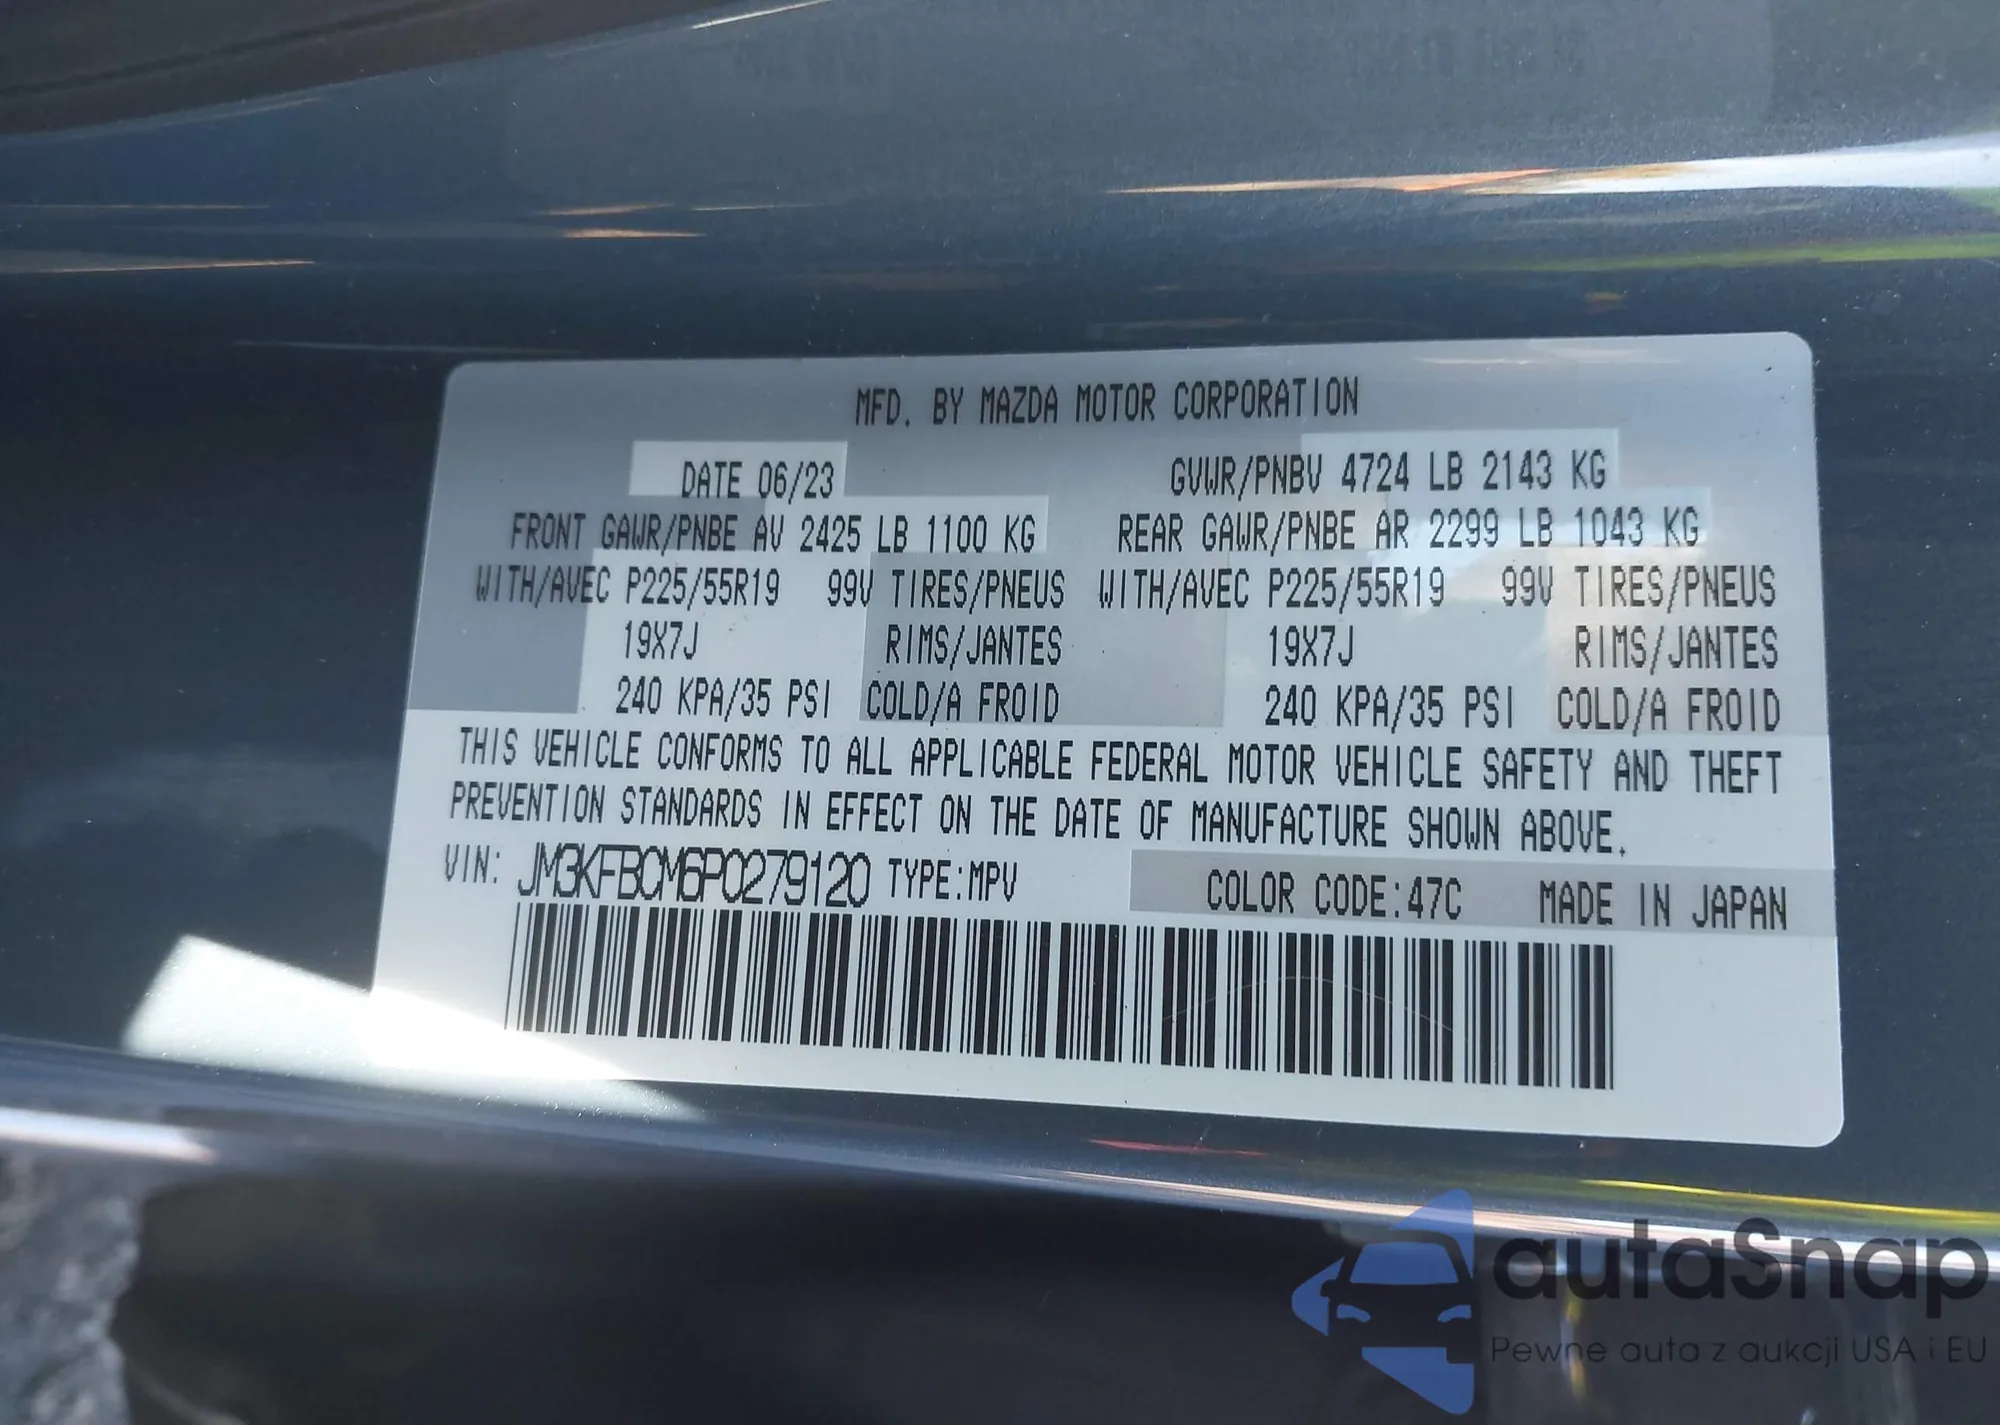 MFD. BY MAZDA MOTOR CORPORATION
DATE 06/23 GVWR/PNBV 4724 LB 2143 KG
FRONT GAWR/PNBE AV 2425 LB 1100 KG REAR GAWR/PNBE AR 2299 LB 1043 KG
WITH/AVEC P225/55R19 99V TIRES/PNEUS WITH/AVEC P225/55R19 99V TIRES/PNEUS
19X7J RIMS/JANTES 19X7J RIMS/JANTES
240 KPA/35 PSI COLD/A FROID 240 KPA/35 PSI COLD/A FROID
THIS VEHICLE CONFORMS TO ALL APPLICABLE FEDERAL MOTOR VEHICLE SAFETY AND THEFT
PREVENTION STANDARDS IN EFFECT ON THE DATE OF MANUFACTURE SHOWN ABOVE.
VIN: JM3KFBCM6P0279120 TYPE:MPV COLOR CODE:47C MADE IN JAPAN
autaSnap
Pewne auta z aukcji USA i EU